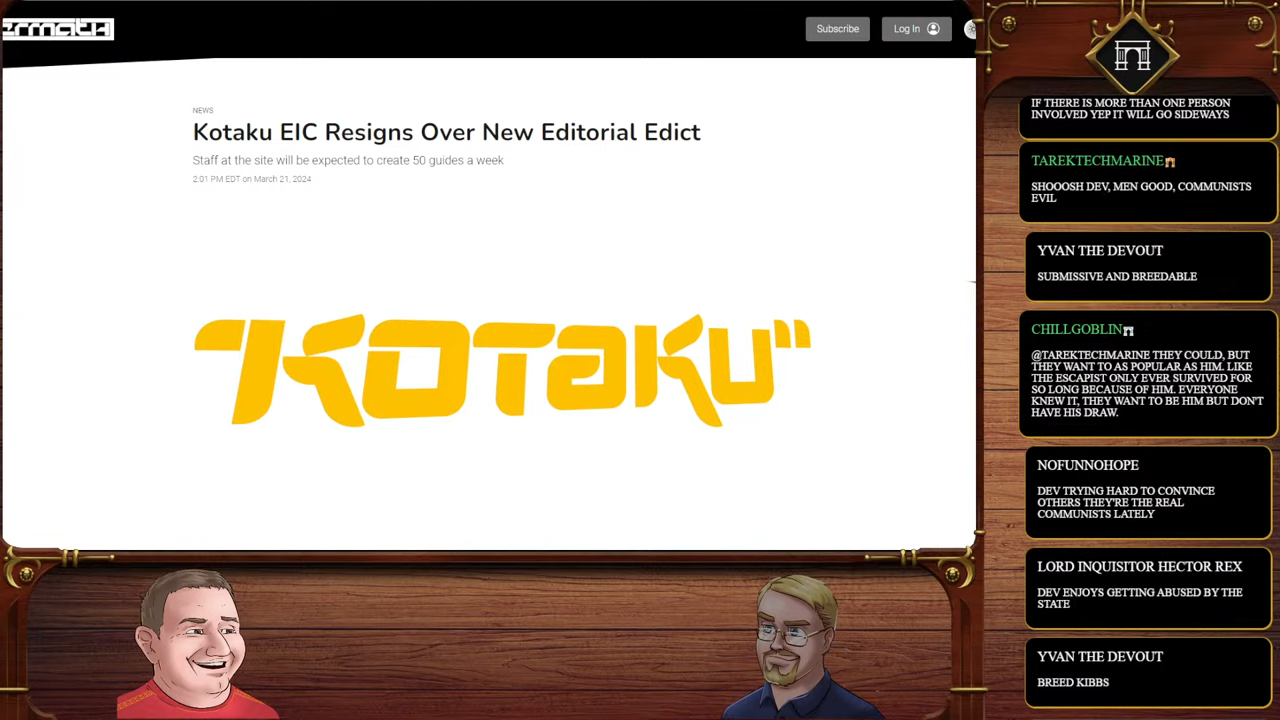 ermath
Subscribe
Log In
NEWS
Kotaku EIC Resigns Over New Editorial Edict
Staff at the site will be expected to create 50 guides a week
2:01 PM EDT on March 21, 2024
"KOTAKU"
IF THERE IS MORE THAN ONE PERSON
INVOLVED YEP IT WILL GO SIDEWAYS
TAREKTECHMARINE
SHOOOSH DEV, MEN GOOD, COMMUNISTS
EVIL
YVAN THE DEVOUT
SUBMISSIVE AND BREEDABLE
CHILLGOBLIN
@TAREKTECHMARINE THEY COULD, BUT
THEY WANT TO AS POPULAR AS HIM. LIKE
THE ESCAPIST ONLY EVER SURVIVED FOR
SO LONG BECAUSE OF HIM. EVERYONE
KNEW IT, THEY WANT TO BE HIM BUT DON'T
HAVE HIS DRAW.
NOFUNNOHOPE
DEV TRYING HARD TO CONVINCE
OTHERS THEY'RE THE REAL
COMMUNISTS LATELY
LORD INQUISITOR HECTOR REX
DEV ENJOYS GETTING ABUSED BY THE
STATE
YVAN THE DEVOUT
BREED KIBBS